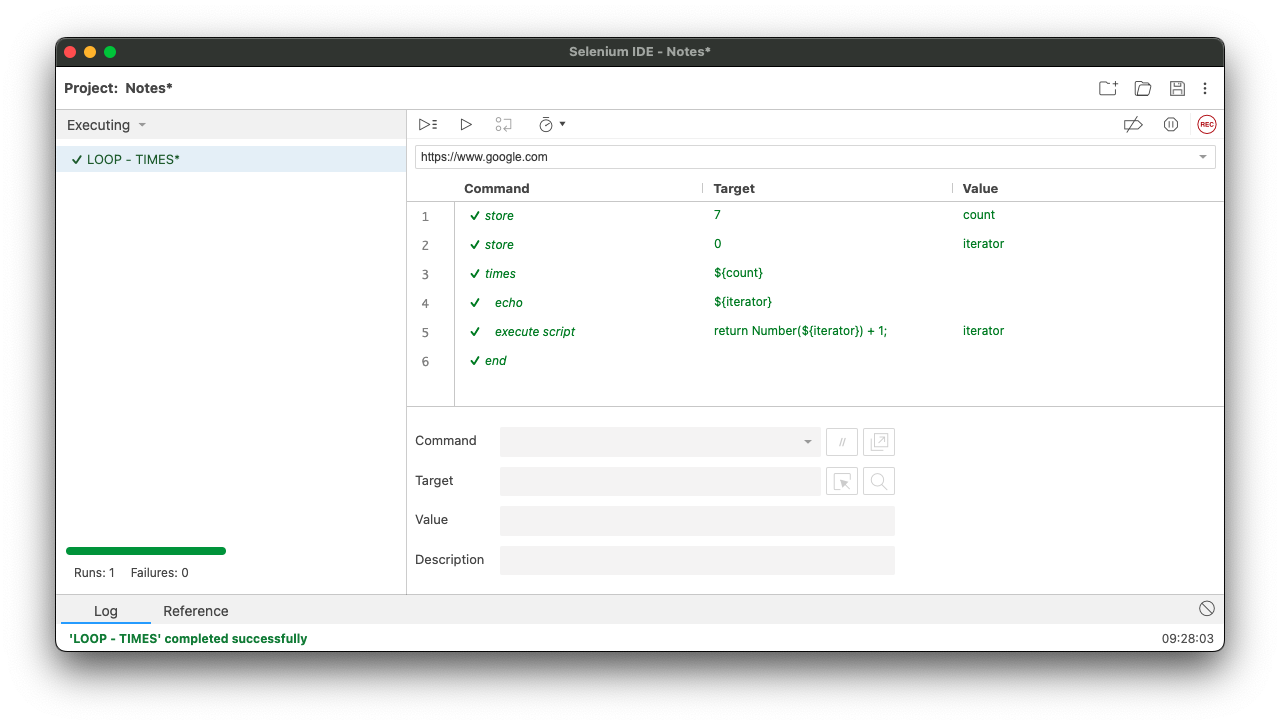 Selenium IDE - Notes*
Project: Notes*
Executing
LOOP - TIMES*
REC
https://www.google.com
Command Target Value
1 store 7 count
2 store 0 iterator
3 times ${count}
4 echo ${iterator}
5 execute script return Number(${iterator}) + 1; iterator
6 end
Command //
Target
Value
Description
Runs: 1 Failures: 0
Log Reference
'LOOP - TIMES' completed successfully 09:28:03